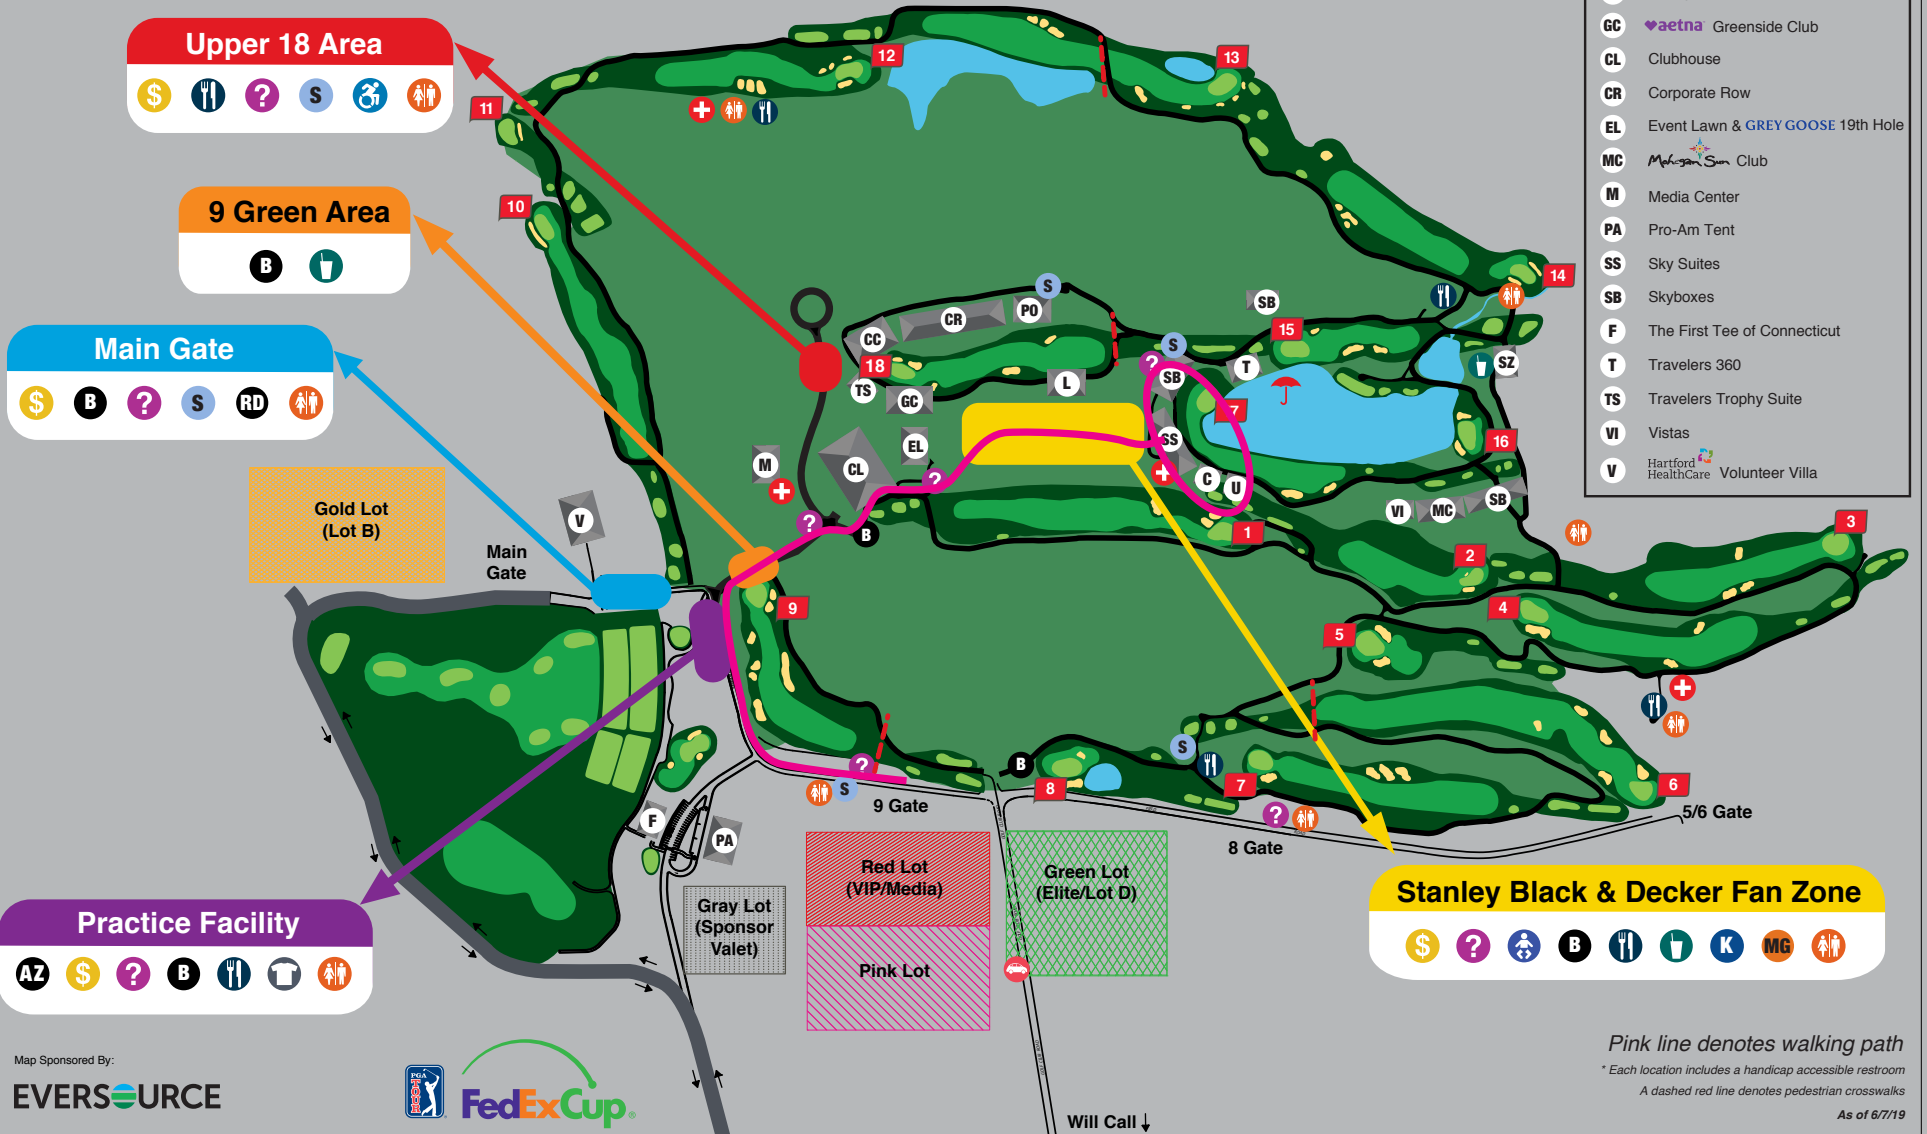 Upper 18 Area
$
?
S
9 Green Area
B
Main Gate
$
B
?
S
RD
Gold Lot
(Lot B)
Main
Gate
V
11
10
12
13
14
S
CR
PO
CC
18
TS
GC
L
EL
CL
M
?
?
B
SB
15
S
?
SB
T
SZ
7
16
SS
C
U
VI
MC
SB
1
2
3
4
5
6
9
?
S
9 Gate
B
8
S
7
?
8 Gate
5/6 Gate
F
PA
Gray Lot
(Sponsor
Valet)
Red Lot
(VIP/Media)
Pink Lot
Green Lot
(Elite/Lot D)
Will Call
Practice Facility
AZ
$
?
B
Stanley Black & Decker Fan Zone
$
?
B
K
MG
GC aetna Greenside Club
CL Clubhouse
CR Corporate Row
EL Event Lawn & GREY GOOSE 19th Hole
MC Mohegan Sun Club
M Media Center
PA Pro-Am Tent
SS Sky Suites
SB Skyboxes
F The First Tee of Connecticut
T Travelers 360
TS Travelers Trophy Suite
VI Vistas
V Hartford HealthCare Volunteer Villa
Map Sponsored By:
EVERSOURCE
PGA
TOUR
FedExCup®
Pink line denotes walking path
* Each location includes a handicap accessible restroom
A dashed red line denotes pedestrian crosswalks
As of 6/7/19